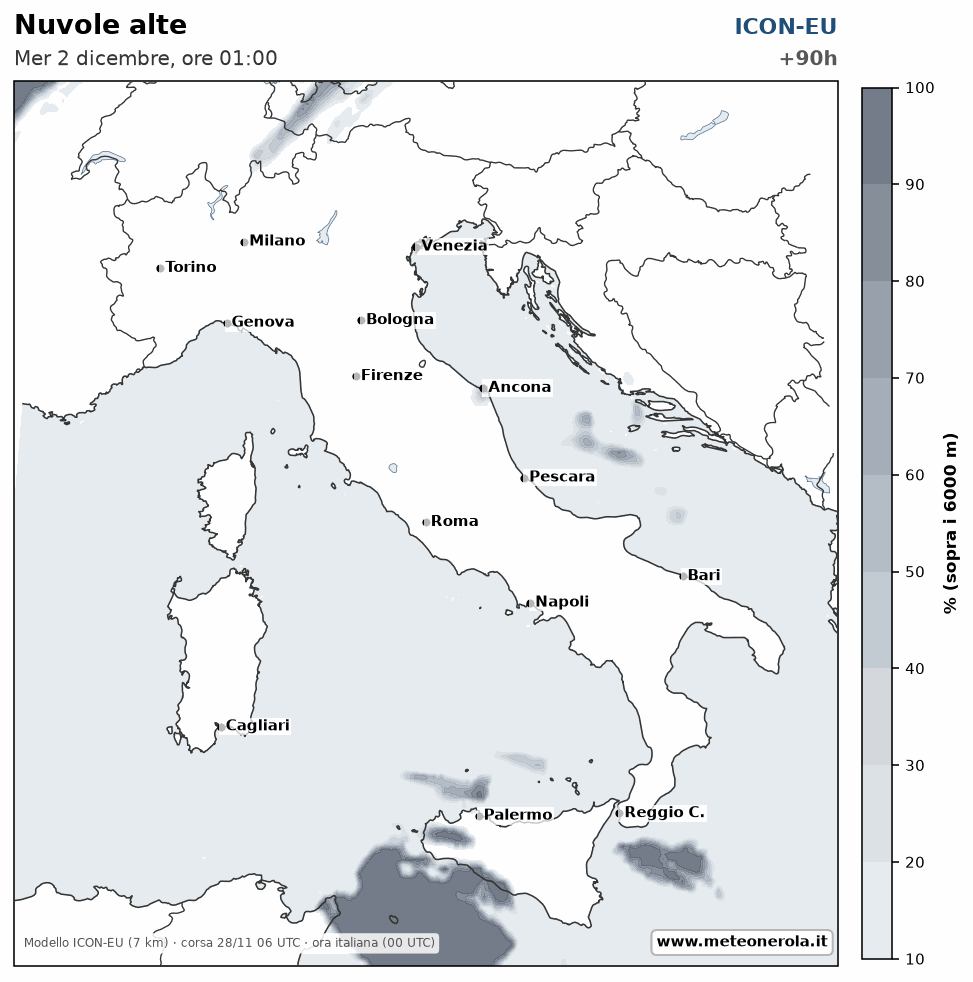 Nuvole alte
ICON-EU
Mer 2 dicembre, ore 01:00
+90h
100
90
80
70
60
50
40
30
20
10
% (sopra i 6000 m)
Milano
Venezia
Torino
Genova
Bologna
Firenze
Ancona
Pescara
Roma
Bari
Napoli
Cagliari
Palermo
Reggio C.
Modello ICON-EU (7 km) · corsa 28/11 06 UTC · ora italiana (00 UTC)
www.meteonerola.it